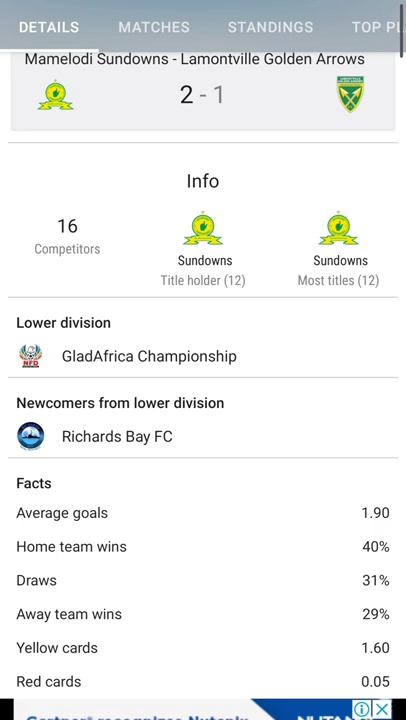 DETAILS MATCHES STANDINGS TOP PL
Mamelodi Sundowns - Lamontville Golden Arrows
2 - 1
Info
16
Competitors
Sundowns
Title holder (12)
Sundowns
Most titles (12)
Lower division
GladAfrica Championship
Newcomers from lower division
Richards Bay FC
Facts
Average goals 1.90
Home team wins 40%
Draws 31%
Away team wins 29%
Yellow cards 1.60
Red cards 0.05